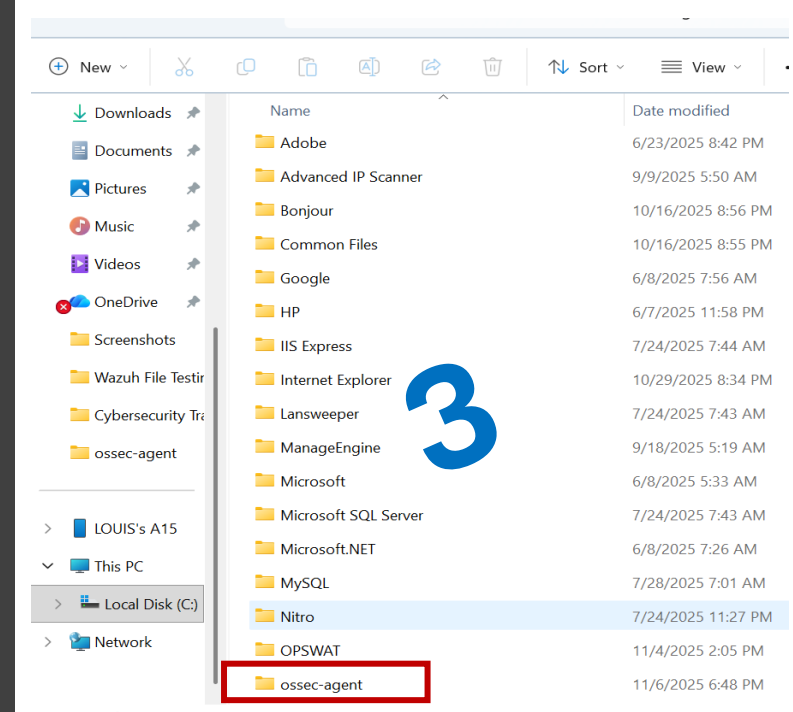 New
Sort
View
Name
Date modified
Downloads
Documents
Pictures
Music
Videos
OneDrive
Screenshots
Wazuh File Testin
Cybersecurity Tra
ossec-agent
LOUIS's A15
This PC
Local Disk (C:)
Network
Adobe 6/23/2025 8:42 PM
Advanced IP Scanner 9/9/2025 5:50 AM
Bonjour 10/16/2025 8:56 PM
Common Files 10/16/2025 8:55 PM
Google 6/8/2025 7:56 AM
HP 6/7/2025 11:58 PM
IIS Express 7/24/2025 7:44 AM
Internet Explorer 10/29/2025 8:34 PM
Lansweeper 7/24/2025 7:43 AM
ManageEngine 9/18/2025 5:19 AM
Microsoft 6/8/2025 5:33 AM
Microsoft SQL Server 7/24/2025 7:43 AM
Microsoft.NET 6/8/2025 7:26 AM
MySQL 7/28/2025 7:01 AM
Nitro 7/24/2025 11:27 PM
OPSWAT 11/4/2025 2:05 PM
ossec-agent 11/6/2025 6:48 PM
3